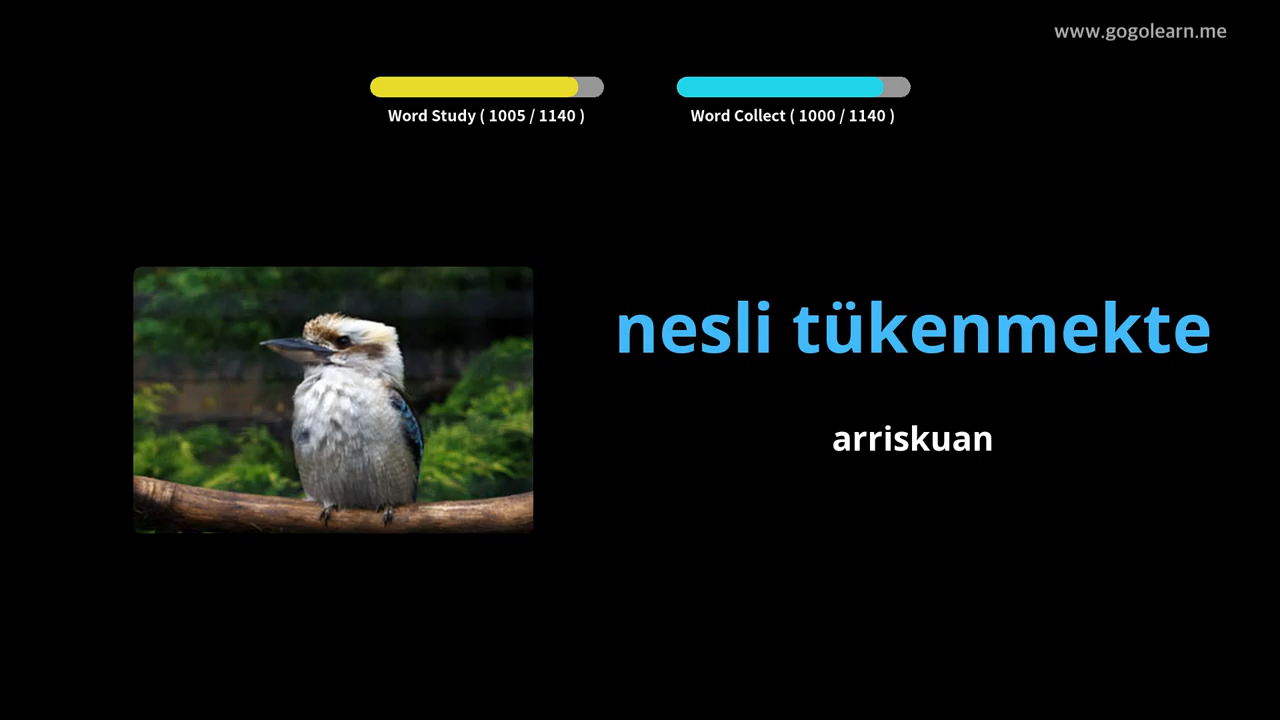 www.gogolearn.me
Word Study ( 1005 / 1140 )
Word Collect ( 1000 / 1140 )
nesli tükenmekte
arriskuan